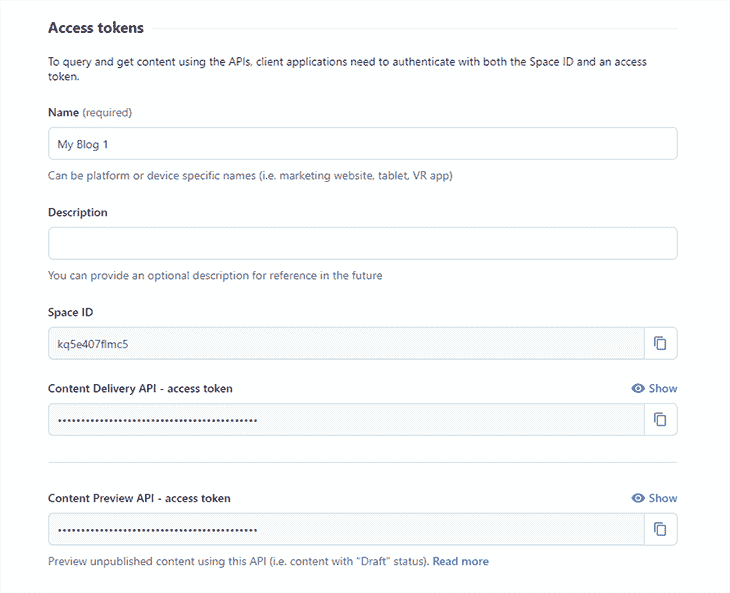 Access tokens
To query and get content using the APIs, client applications need to authenticate with both the Space ID and an access
token.
Name (required)
My Blog 1
Can be platform or device specific names (i.e. marketing website, tablet, VR app)
Description
You can provide an optional description for reference in the future
Space ID
kq5e407flmc5
Content Delivery API - access token
Show
•••••••••••••••••••••••••••••••••••••••••••
Content Preview API - access token
Show
•••••••••••••••••••••••••••••••••••••••••••
Preview unpublished content using this API (i.e. content with "Draft" status). Read more